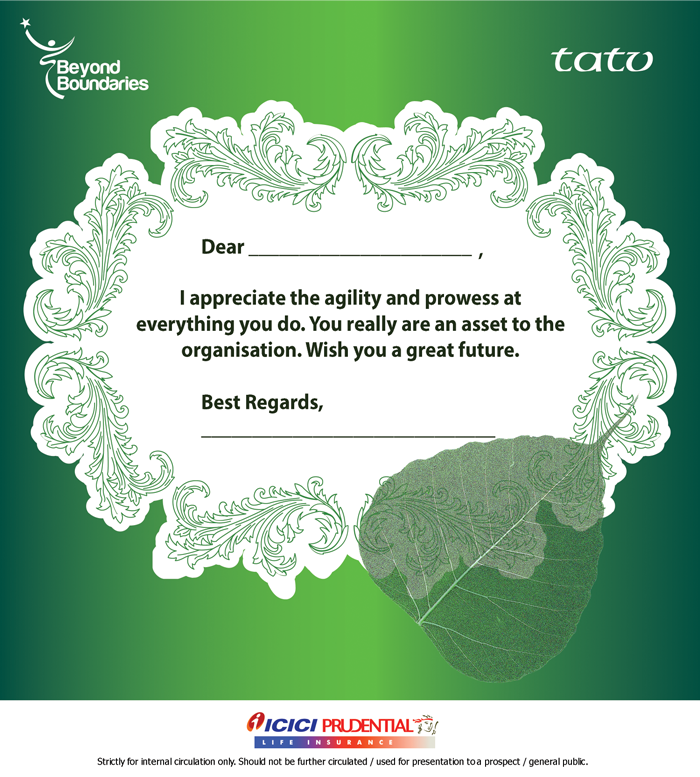 Beyond
Boundaries
tatv
Dear ______________________ ,
I appreciate the agility and prowess at
everything you do. You really are an asset to the
organisation. Wish you a great future.
Best Regards,
_____________________________
ICICI PRUDENTIAL
LIFE INSURANCE
Strictly for internal circulation only. Should not be further circulated / used for presentation to a prospect / general public.